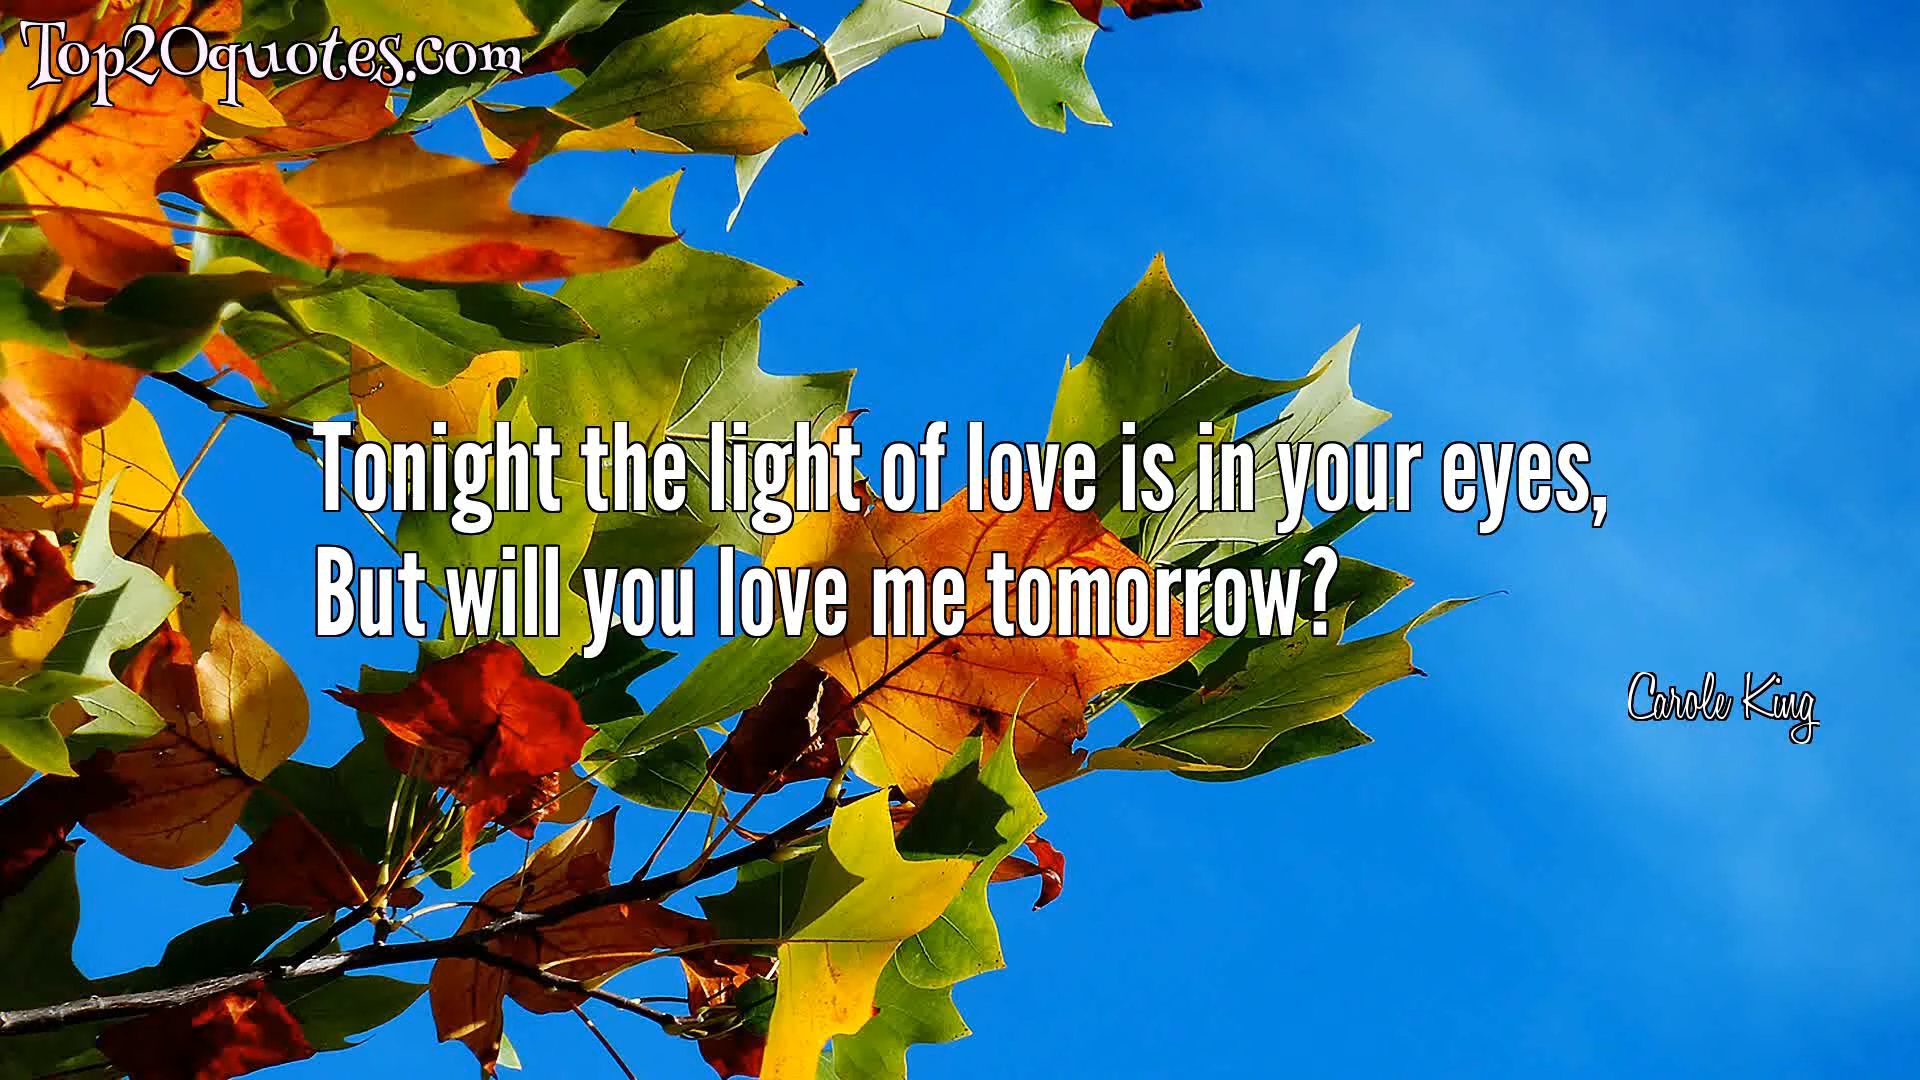 Top20quotes.com
Tonight the light of love is in your eyes,
But will you love me tomorrow?
Carole King